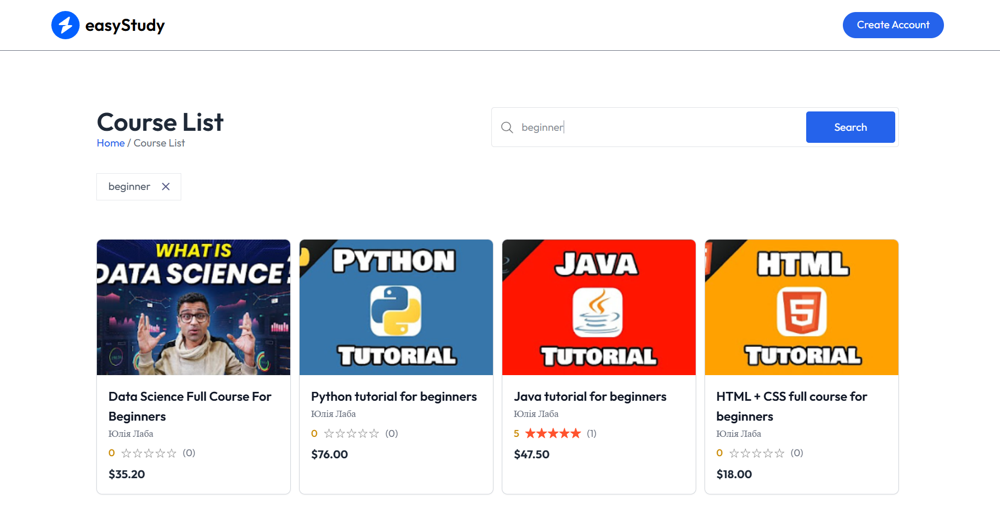 easyStudy
Create Account
Course List
Home / Course List
beginner
Search
beginner
WHAT IS
DATA SCIENCE?
PYTHON
TUTORIAL
JAVA
TUTORIAL
HTML
5
TUTORIAL
Data Science Full Course For
Beginners
Юлія Лаба
0 ☆☆☆☆☆ (0)
$35.20
Python tutorial for beginners
Юлія Лаба
0 ☆☆☆☆☆ (0)
$76.00
Java tutorial for beginners
Юлія Лаба
5 ★★★★★ (1)
$47.50
HTML + CSS full course for
beginners
Юлія Лаба
0 ☆☆☆☆☆ (0)
$18.00